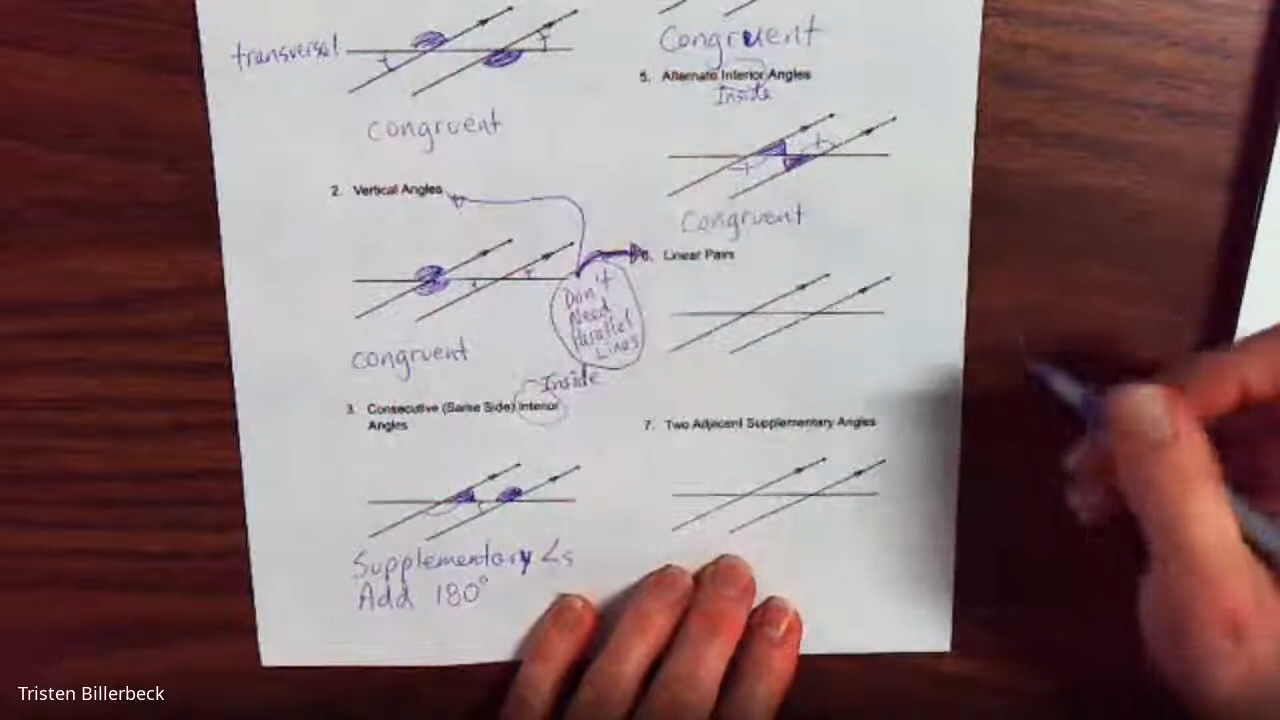 transversal
congruent
2. Vertical Angles
congruent
Don't
Need
Parallel
Lines
Inside
3. Consecutive (Same Side) Interior
Angles
Supplementary ∠s
Add 180°
Congruent
5. Alternate Interior Angles
Inside
Congruent
6. Linear Pairs
7. Two Adjacent Supplementary Angles
Tristen Billerbeck